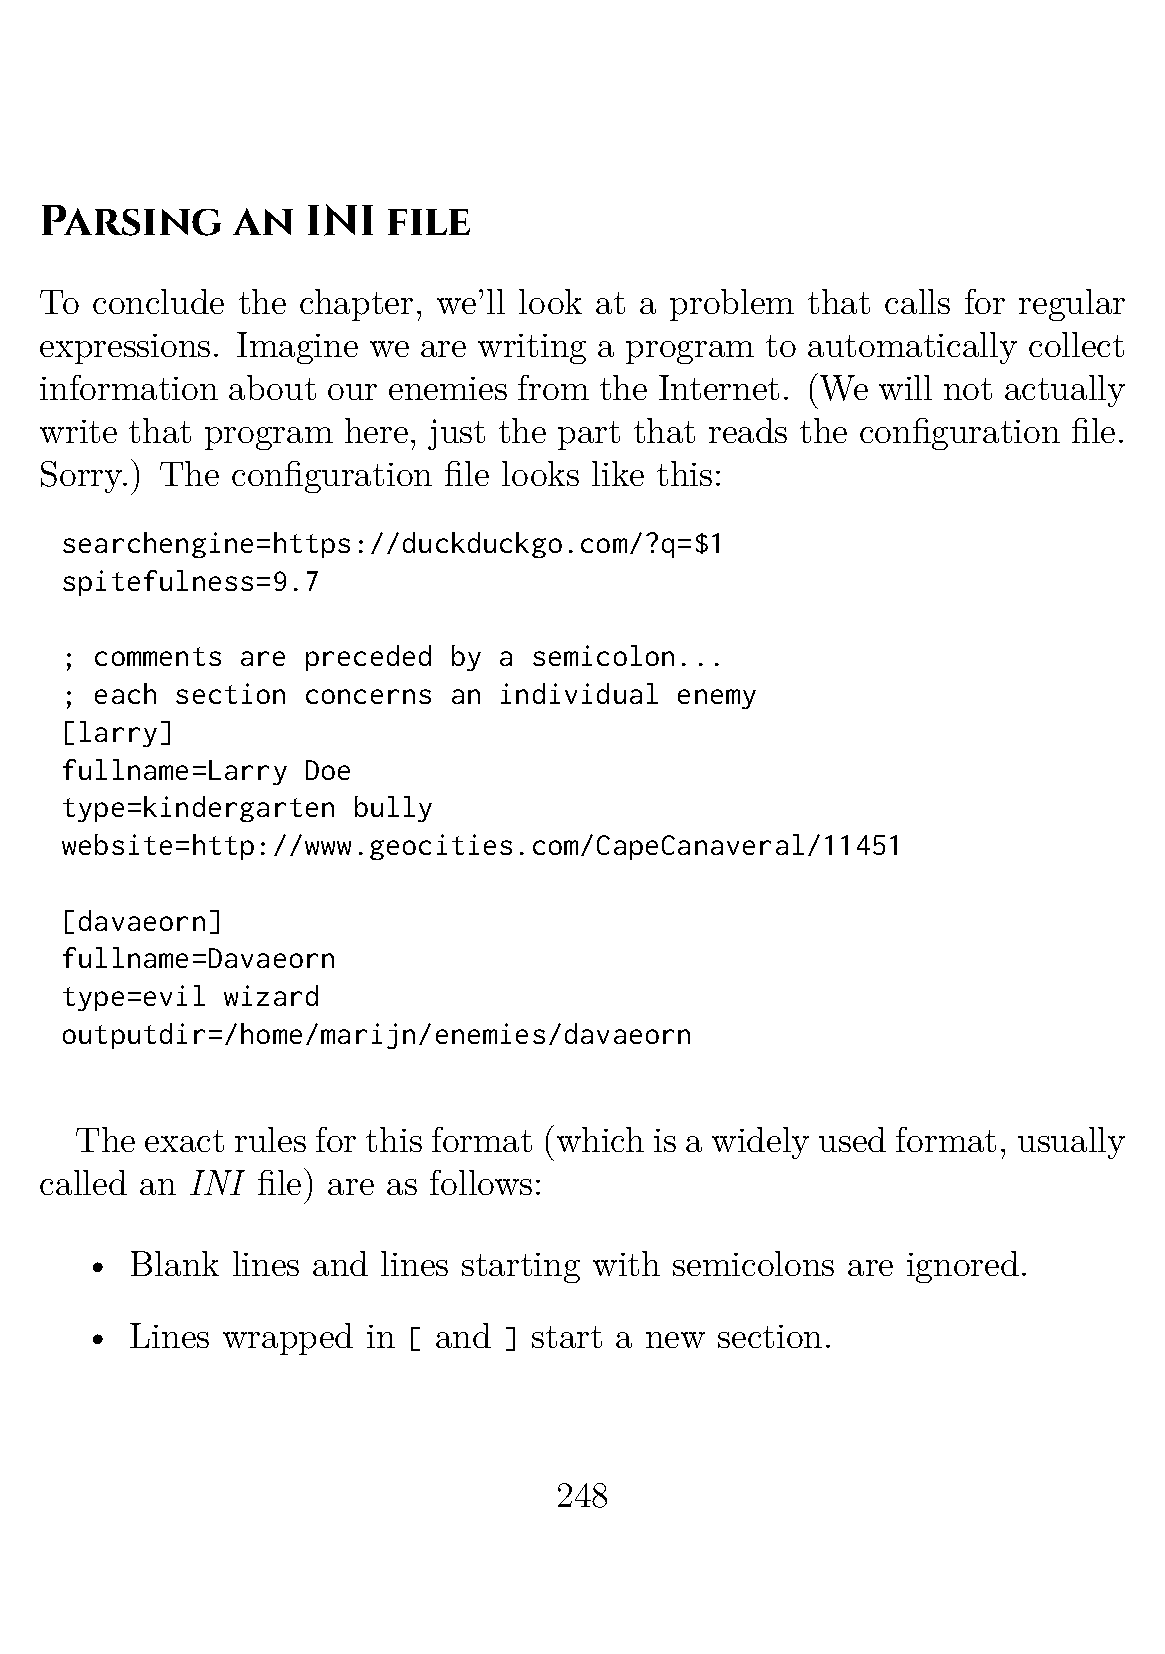 Parsing an INI file
To conclude the chapter, we'll look at a problem that calls for regular
expressions. Imagine we are writing a program to automatically collect
information about our enemies from the Internet. (We will not actually
write that program here, just the part that reads the configuration file.
Sorry.) The configuration file looks like this:
searchengine=https://duckduckgo.com/?q=$1
spitefulness=9.7
; comments are preceded by a semicolon...
; each section concerns an individual enemy
[larry]
fullname=Larry Doe
type=kindergarten bully
website=http://www.geocities.com/CapeCanaveral/11451
[davaeorn]
fullname=Davaeorn
type=evil wizard
outputdir=/home/marijn/enemies/davaeorn
The exact rules for this format (which is a widely used format, usually
called an INI file) are as follows:
• Blank lines and lines starting with semicolons are ignored.
• Lines wrapped in [ and ] start a new section.
248